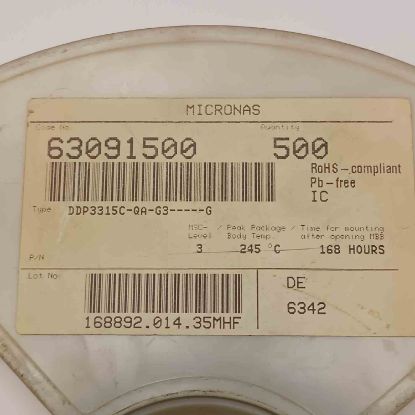 MICRONAS
Code No. Quantity
63091500 500
RoHS-compliant
Pb-free
IC
Type DDP3315C-QA-G3-----G
MSC- / Peak Package / Time for mounting
Level Body Temp. after opening MBB
3 245 °C 168 HOURS
P/N
Lot No.
DE
6342
168892.014.35MHF